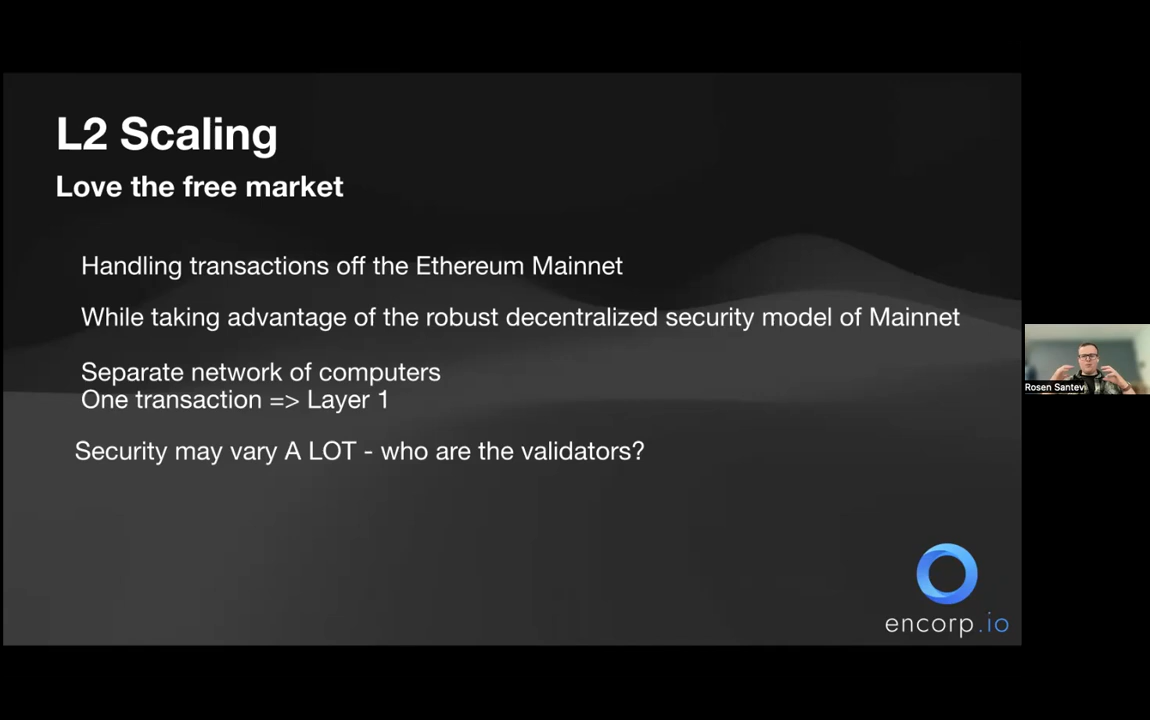 L2 Scaling
Love the free market
Handling transactions off the Ethereum Mainnet
While taking advantage of the robust decentralized security model of Mainnet
Separate network of computers
One transaction => Layer 1
Security may vary A LOT - who are the validators?
encorp.io
Rosen Santev